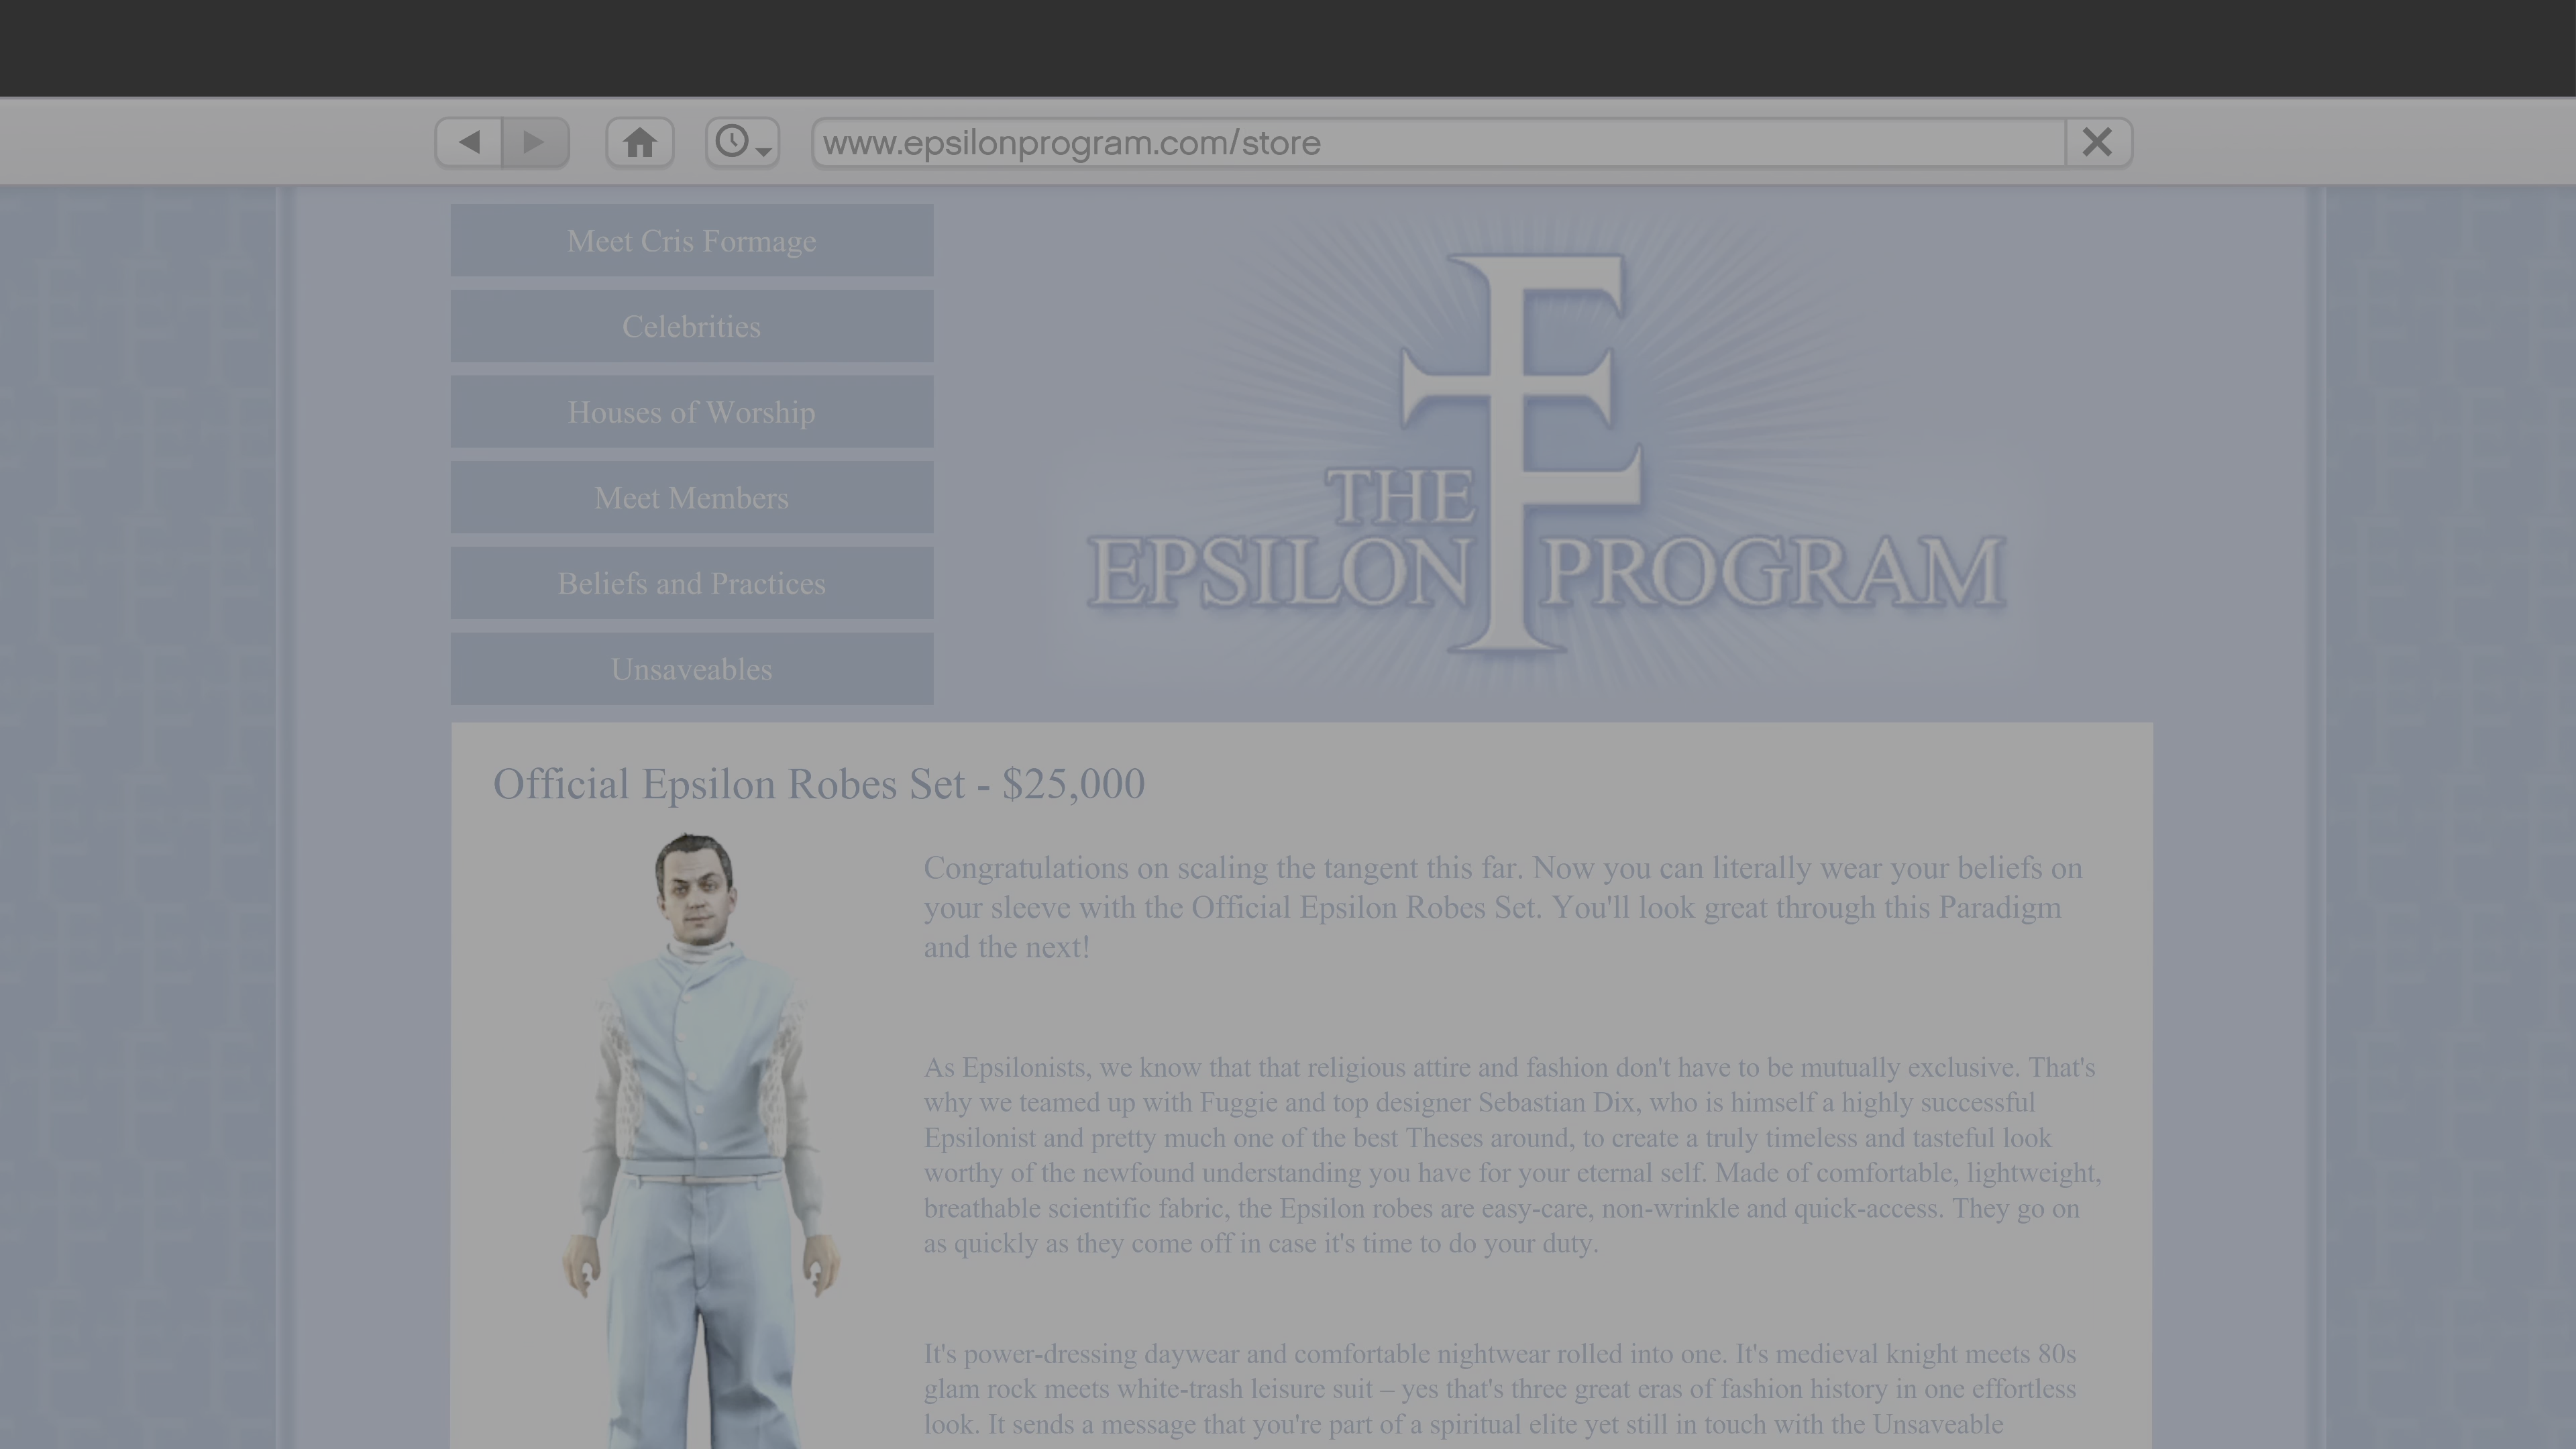 www.epsilonprogram.com/store
Meet Cris Formage
Celebrities
Houses of Worship
Meet Members
Beliefs and Practices
Unsaveables
THE
EPSILON PROGRAM
Official Epsilon Robes Set - $25,000
Congratulations on scaling the tangent this far. Now you can literally wear your beliefs on
your sleeve with the Official Epsilon Robes Set. You'll look great through this Paradigm
and the next!
As Epsilonists, we know that that religious attire and fashion don't have to be mutually exclusive. That's
why we teamed up with Fuggie and top designer Sebastian Dix, who is himself a highly successful
Epsilonist and pretty much one of the best Theses around, to create a truly timeless and tasteful look
worthy of the newfound understanding you have for your eternal self. Made of comfortable, lightweight,
breathable scientific fabric, the Epsilon robes are easy-care, non-wrinkle and quick-access. They go on
as quickly as they come off in case it's time to do your duty.
It's power-dressing daywear and comfortable nightwear rolled into one. It's medieval knight meets 80s
glam rock meets white-trash leisure suit – yes that's three great eras of fashion history in one effortless
look. It sends a message that you're part of a spiritual elite yet still in touch with the Unsaveable